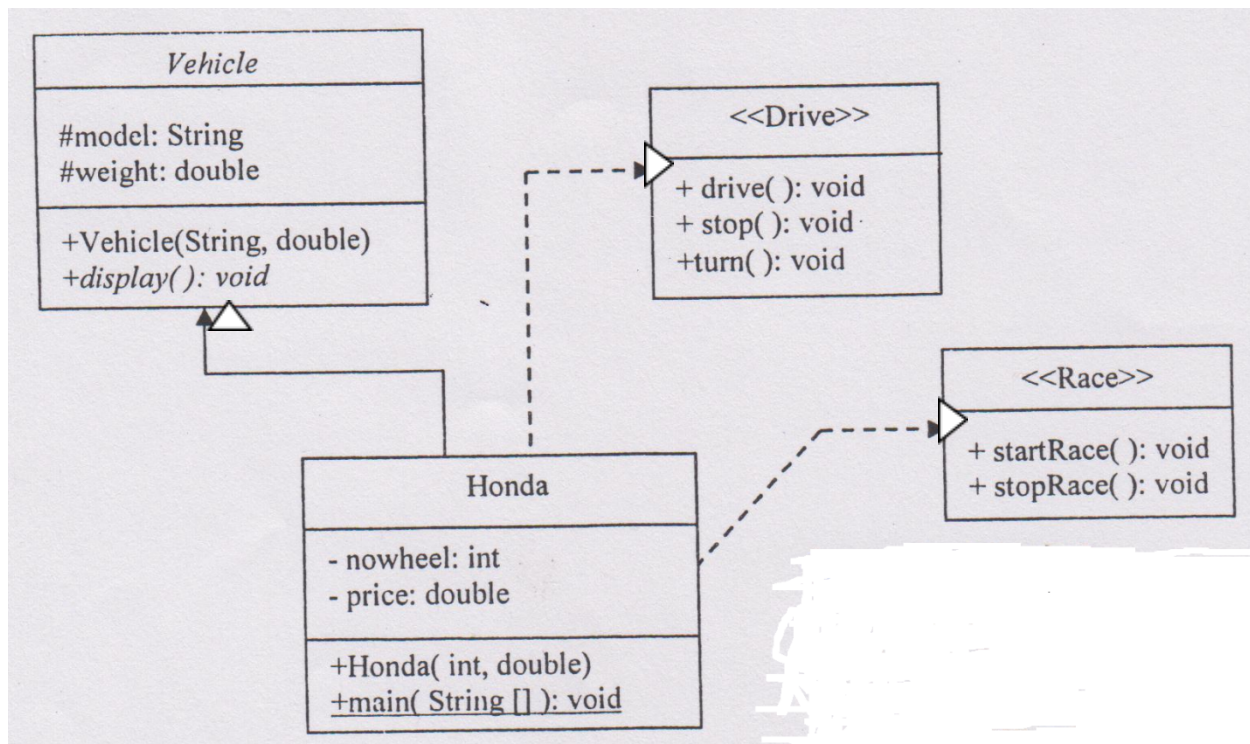 Vehicle
#model: String
#weight: double
+Vehicle(String, double)
+display( ): void
<<Drive>>
+ drive( ): void
+ stop( ): void
+turn( ): void
<<Race>>
+ startRace( ): void
+ stopRace( ): void
Honda
- nowheel: int
- price: double
+Honda( int, double)
+main( String [] ): void